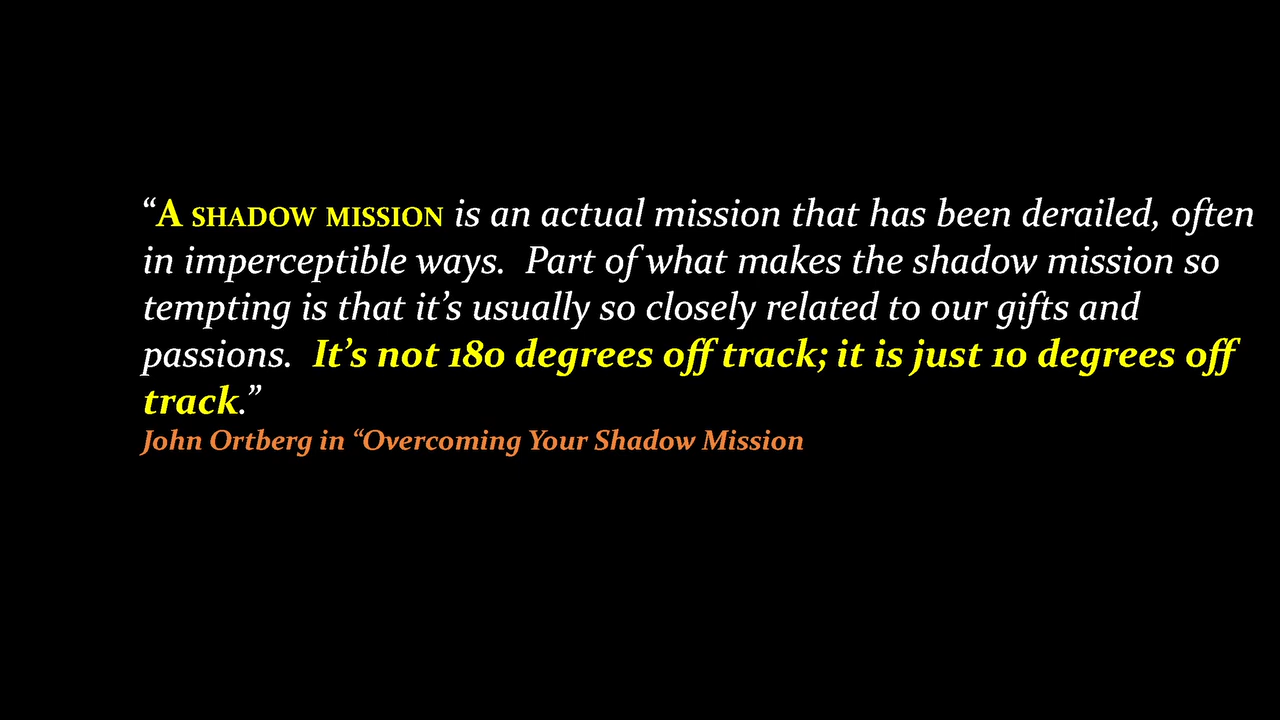 “A SHADOW MISSION is an actual mission that has been derailed, often
in imperceptible ways.  Part of what makes the shadow mission so
tempting is that it’s usually so closely related to our gifts and
passions.  It’s not 180 degrees off track; it is just 10 degrees off
track.”
John Ortberg in “Overcoming Your Shadow Mission